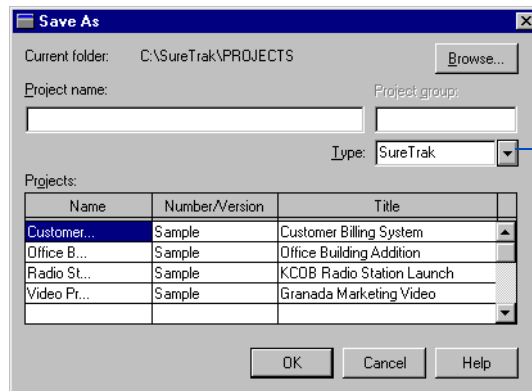 Save As
Current folder: C:\SureTrak\PROJECTS
Browse...
Project name: Project group:
Type: SureTrak
Projects:
Name Number/Version Title
Customer... Sample Customer Billing System
Office B... Sample Office Building Addition
Radio St... Sample KCOB Radio Station Launch
Video Pr... Sample Granada Marketing Video
OK Cancel Help